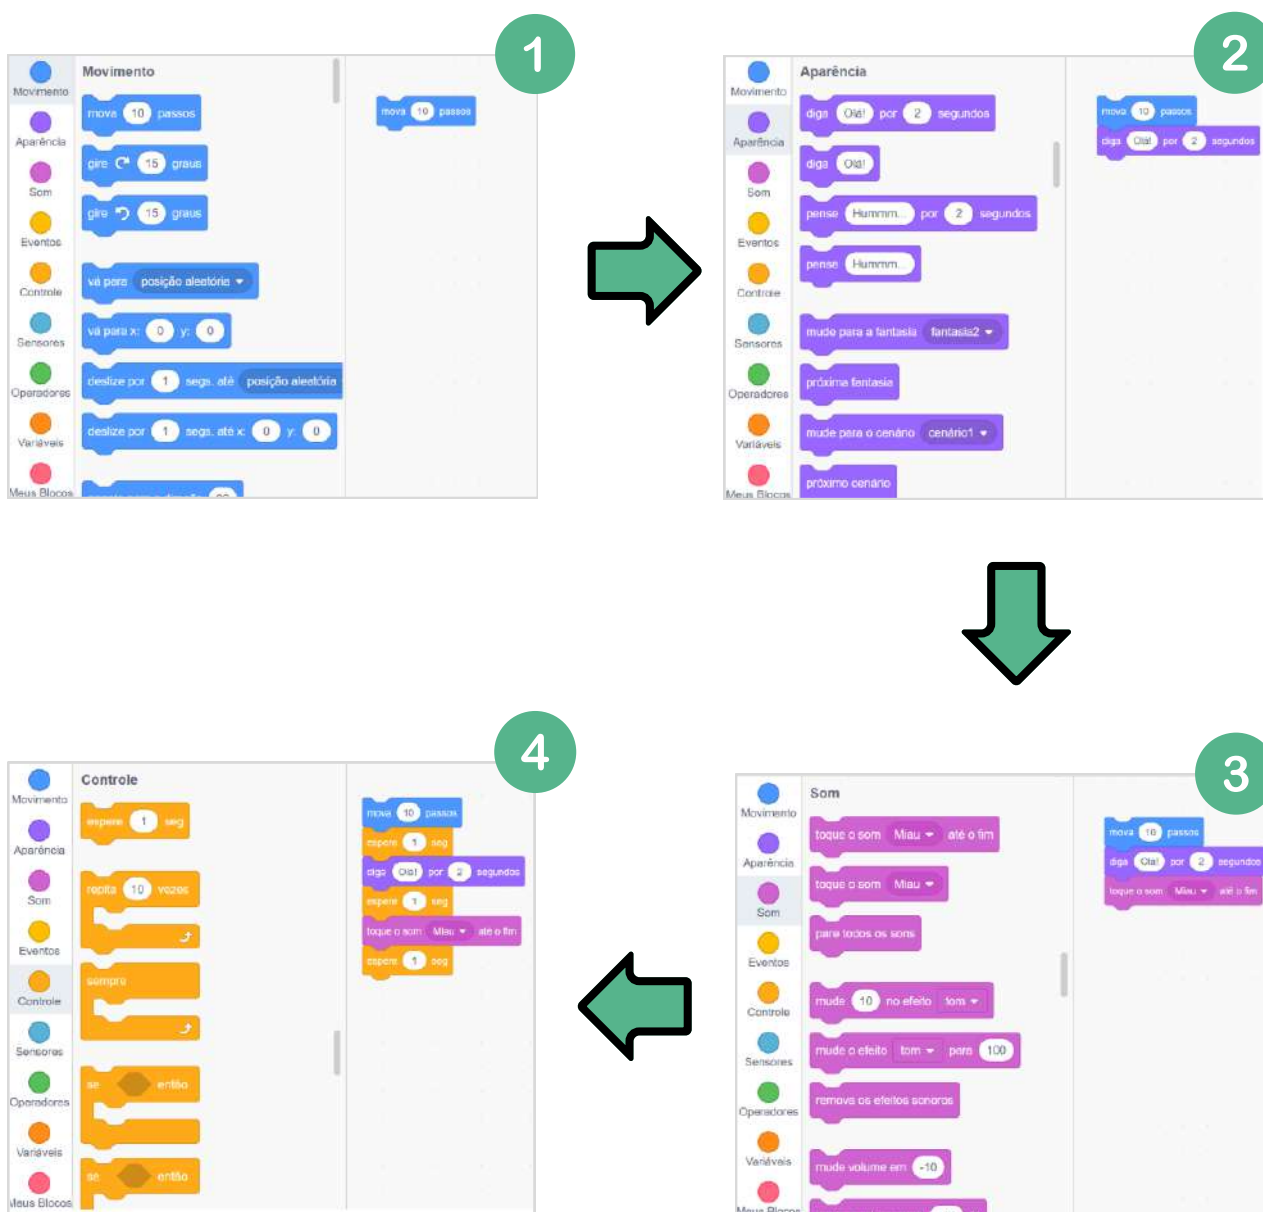 1
Movimento
Movimento
Aparência
Som
Eventos
Controle
Sensores
Operadores
Variáveis
Meus Blocos
mova 10 passos
gire 15 graus
gire 15 graus
vá para posição aleatória
vá para x: 0 y: 0
deslize por 1 segs. até posição aleatória
deslize por 1 segs. até x: 0 y: 0
mova 10 passos
2
Aparência
Movimento
Aparência
Som
Eventos
Controle
Sensores
Operadores
Variáveis
Meus Blocos
diga Olá! por 2 segundos
diga Olá!
pense Hummm... por 2 segundos
pense Hummm...
mude para a fantasia fantasia2
próxima fantasia
mude para o cenário cenário1
próximo cenário
mova 10 passos
diga Olá! por 2 segundos
4
Controle
Movimento
Aparência
Som
Eventos
Controle
Sensores
Operadores
Variáveis
Meus Blocos
espere 1 seg
repita 10 vezes
sempre
se então
se então
mova 10 passos
espere 1 seg
diga Olá! por 2 segundos
espere 1 seg
toque o som Miau até o fim
espere 1 seg
3
Som
Movimento
Aparência
Som
Eventos
Controle
Sensores
Operadores
Variáveis
Meus Blocos
toque o som Miau até o fim
toque o som Miau
pare todos os sons
mude 10 no efeito tom
mude o efeito tom para 100
remova os efeitos sonoros
mude volume em -10
mova 10 passos
diga Olá! por 2 segundos
toque o som Miau até o fim